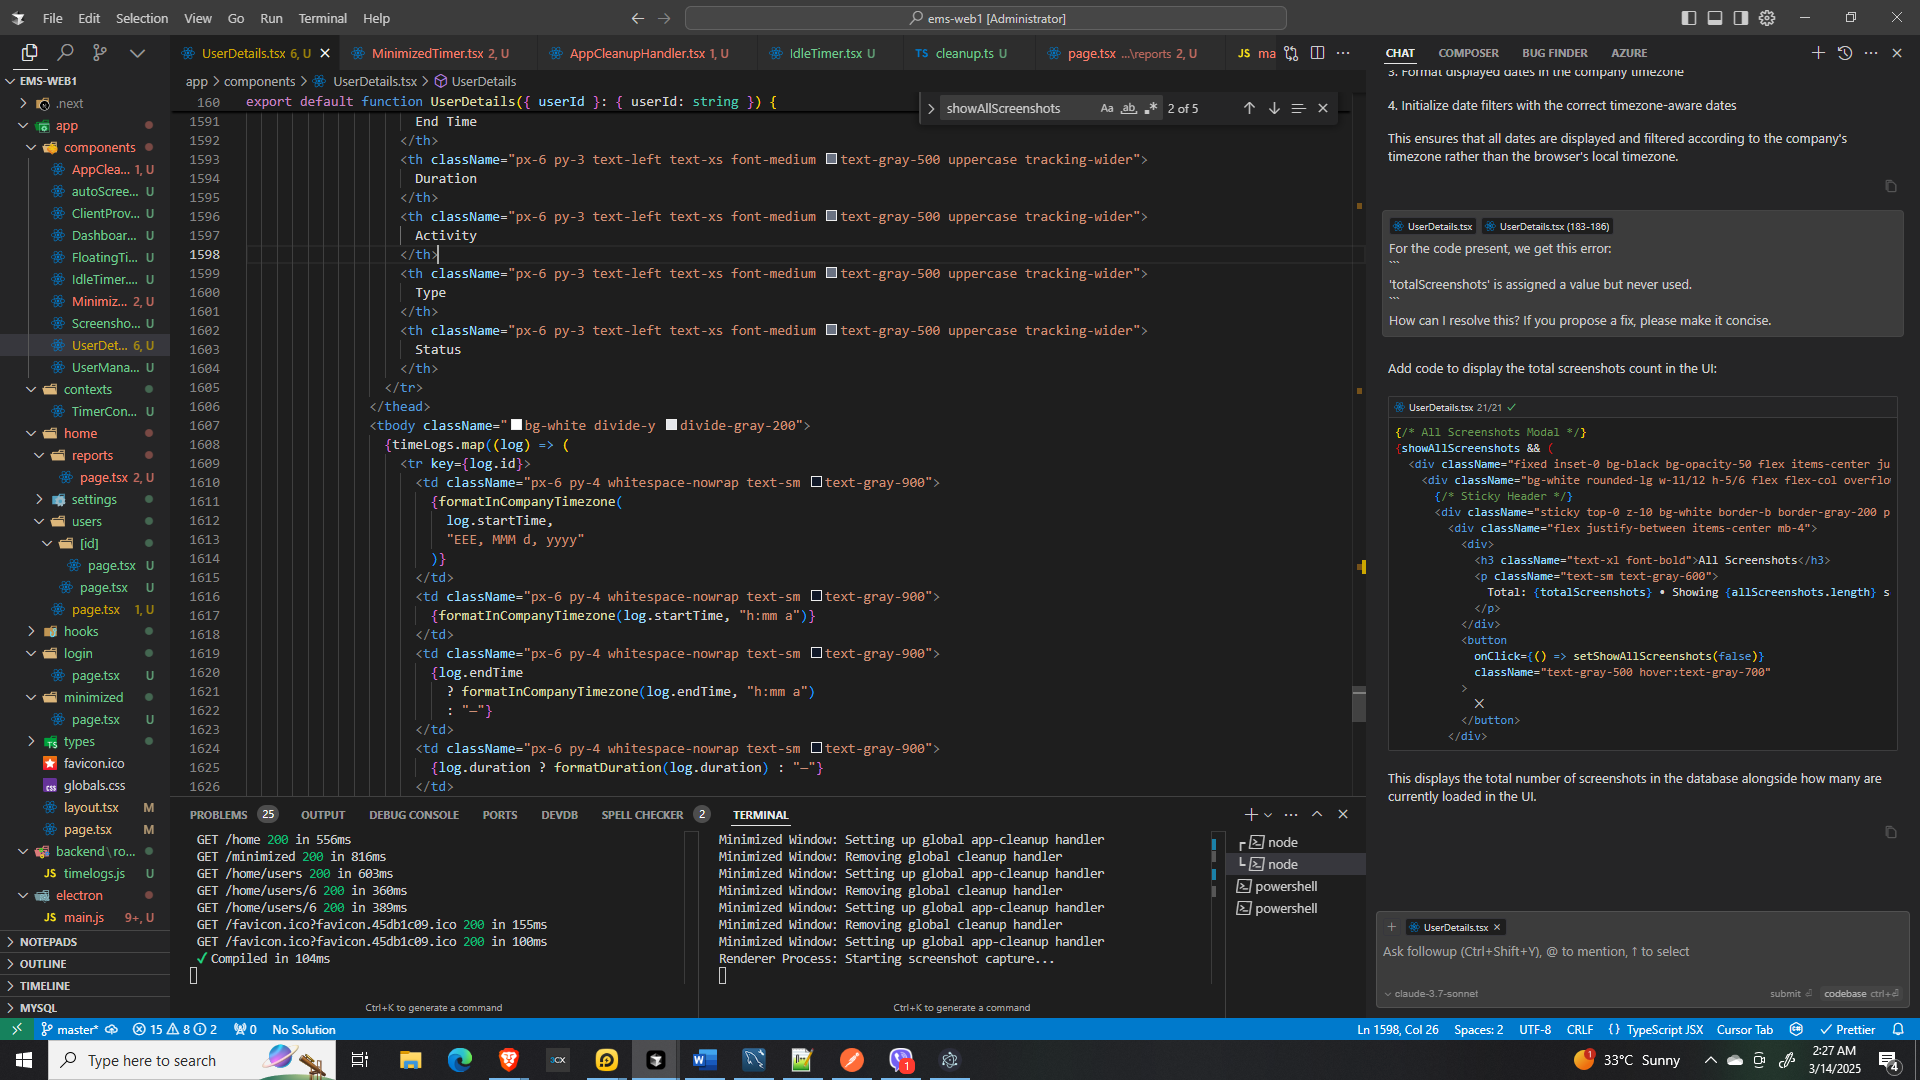 File Edit Selection View Go Run Terminal Help
ems-web1 [Administrator]
UserDetails.tsx 6, U
MinimizedTimer.tsx 2, U
AppCleanupHandler.tsx 1, U
IdleTimer.tsx U
TS cleanup.ts U
page.tsx ...\reports 2, U
JS ma
CHAT COMPOSER BUG FINDER AZURE
EMS-WEB1
.next
app
components
AppClea... 1, U
autoScree... U
ClientProv... U
Dashboar... U
FloatingTi... U
IdleTimer.... U
Minimiz... 2, U
Screensho... U
UserDet... 6, U
UserMana... U
contexts
TimerCon... U
home
reports
page.tsx 2, U
settings
users
[id]
page.tsx U
page.tsx U
page.tsx 1, U
hooks
login
page.tsx U
minimized
page.tsx U
types
favicon.ico
globals.css
layout.tsx M
page.tsx M
backend \ ro...
JS timelogs.js U
electron
JS main.js 9+, U
NOTEPADS
OUTLINE
TIMELINE
MYSQL
app > components > UserDetails.tsx > UserDetails
160 export default function UserDetails({ userId }: { userId: string }) {
showAllScreenshots Aa ab 2 of 5
1591 End Time
1592 </th>
1593 <th className="px-6 py-3 text-left text-xs font-medium text-gray-500 uppercase tracking-wider">
1594 Duration
1595 </th>
1596 <th className="px-6 py-3 text-left text-xs font-medium text-gray-500 uppercase tracking-wider">
1597 Activity
1598 </th>
1599 <th className="px-6 py-3 text-left text-xs font-medium text-gray-500 uppercase tracking-wider">
1600 Type
1601 </th>
1602 <th className="px-6 py-3 text-left text-xs font-medium text-gray-500 uppercase tracking-wider">
1603 Status
1604 </th>
1605 </tr>
1606 </thead>
1607 <tbody className="bg-white divide-y divide-gray-200">
1608 {timeLogs.map((log) => (
1609 <tr key={log.id}>
1610 <td className="px-6 py-4 whitespace-nowrap text-sm text-gray-900">
1611 {formatInCompanyTimezone(
1612 log.startTime,
1613 "EEE, MMM d, yyyy"
1614 )}
1615 </td>
1616 <td className="px-6 py-4 whitespace-nowrap text-sm text-gray-900">
1617 {formatInCompanyTimezone(log.startTime, "h:mm a")}
1618 </td>
1619 <td className="px-6 py-4 whitespace-nowrap text-sm text-gray-900">
1620 {log.endTime
1621 ? formatInCompanyTimezone(log.endTime, "h:mm a")
1622 : "—"}
1623 </td>
1624 <td className="px-6 py-4 whitespace-nowrap text-sm text-gray-900">
1625 {log.duration ? formatDuration(log.duration) : "—"}
1626 </td>
PROBLEMS 25 OUTPUT DEBUG CONSOLE PORTS DEVDB SPELL CHECKER 2 TERMINAL
GET /home 200 in 556ms
GET /minimized 200 in 816ms
GET /home/users 200 in 603ms
GET /home/users/6 200 in 360ms
GET /home/users/6 200 in 389ms
GET /favicon.ico?favicon.45db1c09.ico 200 in 155ms
GET /favicon.ico?favicon.45db1c09.ico 200 in 100ms
✓ Compiled in 104ms
Ctrl+K to generate a command
Minimized Window: Setting up global app-cleanup handler
Minimized Window: Removing global cleanup handler
Minimized Window: Setting up global app-cleanup handler
Minimized Window: Removing global cleanup handler
Minimized Window: Setting up global app-cleanup handler
Minimized Window: Removing global cleanup handler
Minimized Window: Setting up global app-cleanup handler
Renderer Process: Starting screenshot capture...
Ctrl+K to generate a command
node
node
powershell
powershell
3. Format displayed dates in the company timezone
4. Initialize date filters with the correct timezone-aware dates
This ensures that all dates are displayed and filtered according to the company's
timezone rather than the browser's local timezone.
UserDetails.tsx UserDetails.tsx (183-186)
For the code present, we get this error:
```
'totalScreenshots' is assigned a value but never used.
```
How can I resolve this? If you propose a fix, please make it concise.
Add code to display the total screenshots count in the UI:
UserDetails.tsx 21/21 ✓
{/* All Screenshots Modal */}
{showAllScreenshots && (
<div className="fixed inset-0 bg-black bg-opacity-50 flex items-center ju
<div className="bg-white rounded-lg w-11/12 h-5/6 flex flex-col overflow
{/* Sticky Header */}
<div className="sticky top-0 z-10 bg-white border-b border-gray-200 p
<div className="flex justify-between items-center mb-4">
<div>
<h3 className="text-xl font-bold">All Screenshots</h3>
<p className="text-sm text-gray-600">
Total: {totalScreenshots} • Showing {allScreenshots.length} s
</p>
</div>
<button
onClick={() => setShowAllScreenshots(false)}
className="text-gray-500 hover:text-gray-700"
>
✕
</button>
</div>
This displays the total number of screenshots in the database alongside how many are
currently loaded in the UI.
UserDetails.tsx ×
Ask followup (Ctrl+Shift+Y), @ to mention, ↑ to select
claude-3.7-sonnet submit codebase ctrl+
master* 15 8 2 0 No Solution
Ln 1598, Col 26 Spaces: 2 UTF-8 CRLF {} TypeScript JSX Cursor Tab Prettier
Type here to search
33°C Sunny
2:27 AM
3/14/2025
4